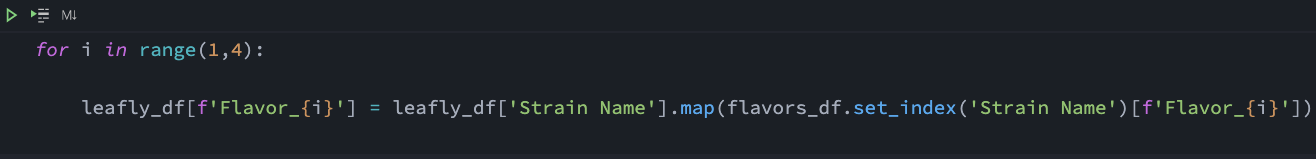 M↓
for i in range(1,4):
leafly_df[f'Flavor_{i}'] = leafly_df['Strain Name'].map(flavors_df.set_index('Strain Name')[f'Flavor_{i}'])